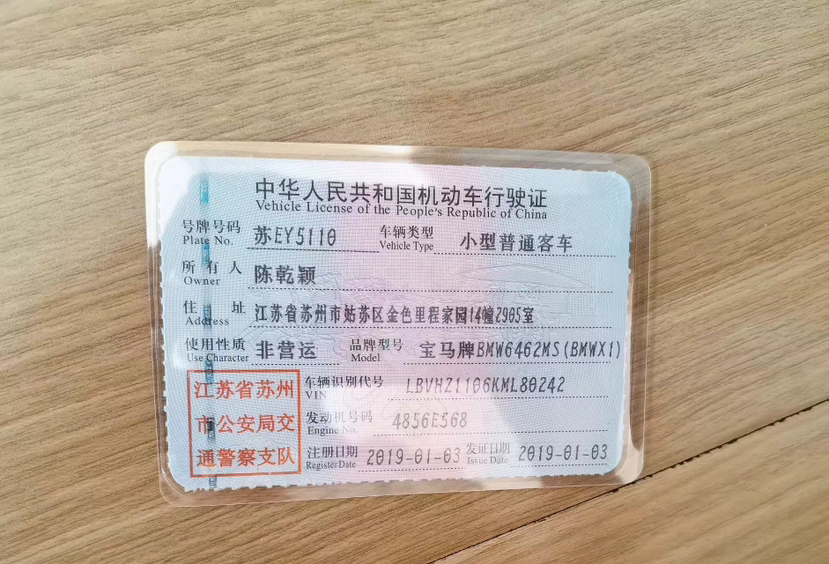 中华人民共和国机动车行驶证
Vehicle License of the People's Republic of China
号牌号码 苏EY5110 车辆类型 小型普通客车
Plate No. Vehicle Type
所有人 陈乾颖
Owner
住址 江苏省苏州市姑苏区金色里程家园14幢2905室
Address
使用性质 非营运 品牌型号 宝马牌BMW6462MS(BMWX1)
Use Character Model
江苏省苏州
市公安局交
通警察支队
车辆识别代号 LBVHZ1106KML80242
VIN
发动机号码 4856E568
Engine No.
注册日期 2019-01-03 发证日期 2019-01-03
Register Date Issue Date